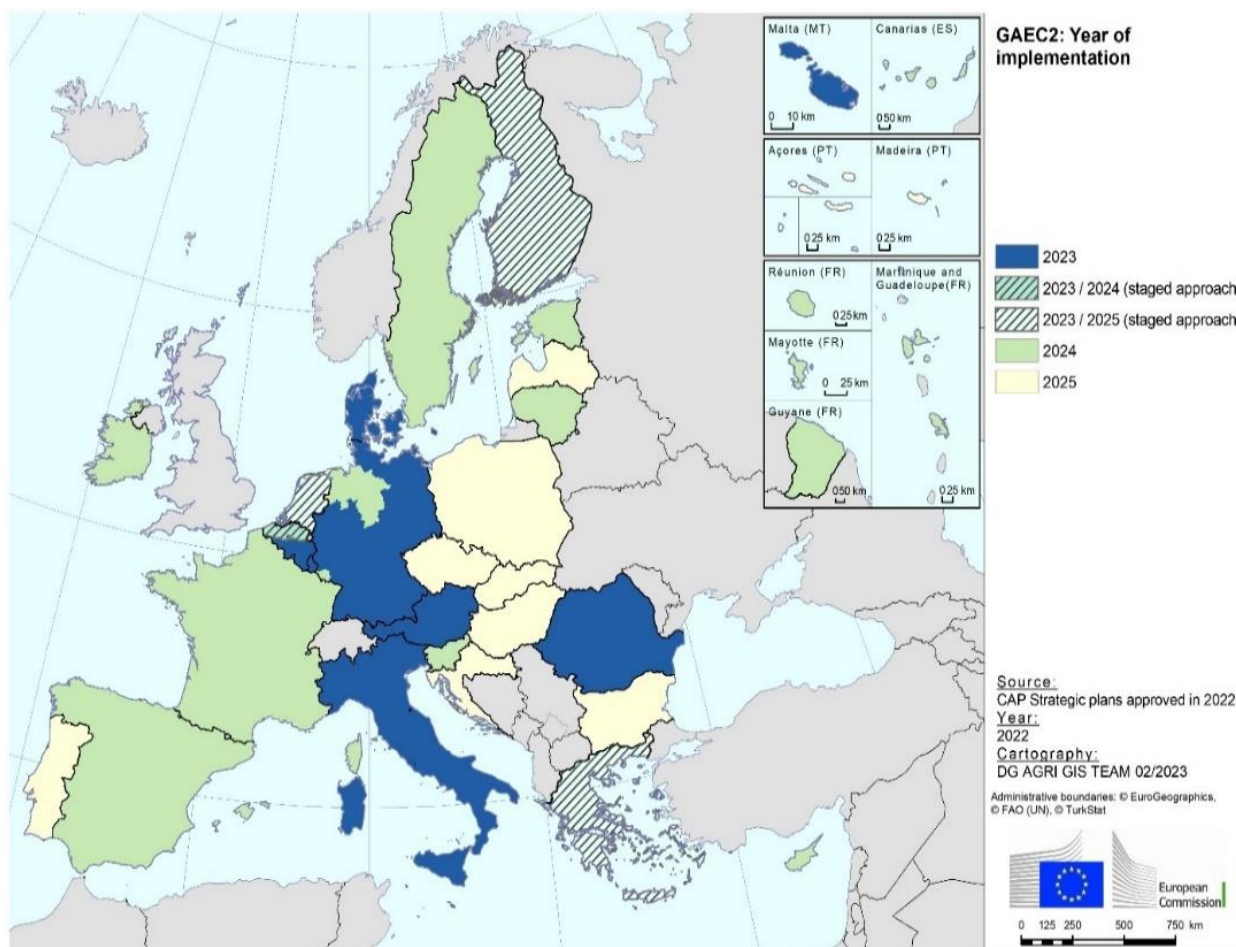 GAEC2: Year of
implementation
Malta (MT)
0 10 km
Canarias (ES)
0 50 km
Açores (PT)
0 25 km
Madeira (PT)
0 25 km
Réunion (FR)
0 25 km
Martinique and
Guadeloupe(FR)
0 25 km
Mayotte (FR)
0 25 km
Guyane (FR)
0 50 km
2023
2023 / 2024 (staged approach
2023 / 2025 (staged approach
2024
2025
Source:
CAP Strategic plans approved in 2022
Year:
2022
Cartography:
DG AGRI GIS TEAM 02/2023
Administrative boundaries: © EuroGeographics,
© FAO (UN), © TurkStat
European
Commission
0 125 250 500 750 km